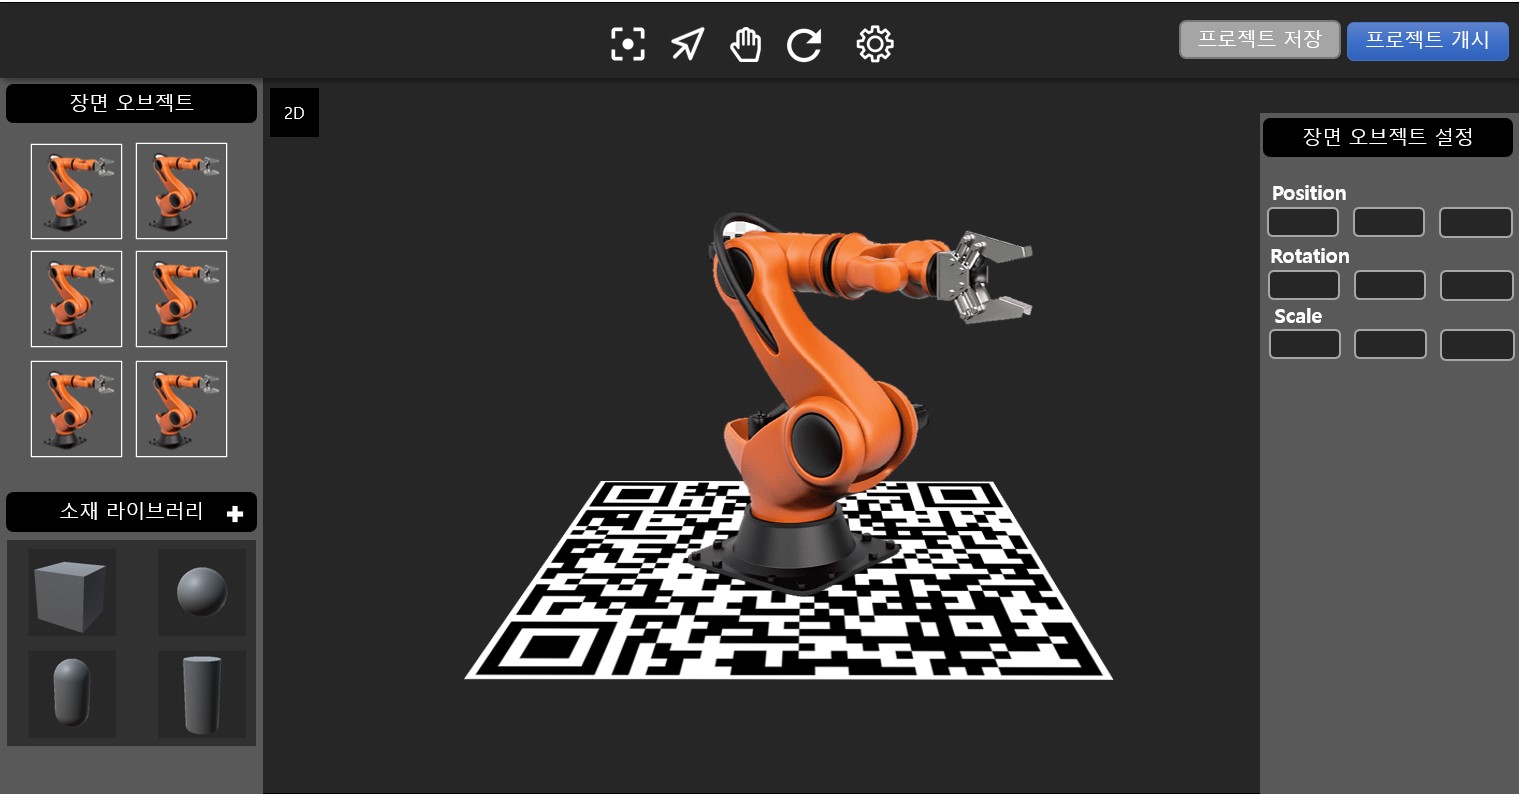 프로젝트 저장
프로젝트 개시
장면 오브젝트
2D
장면 오브젝트 설정
Position
Rotation
Scale
소재 라이브러리